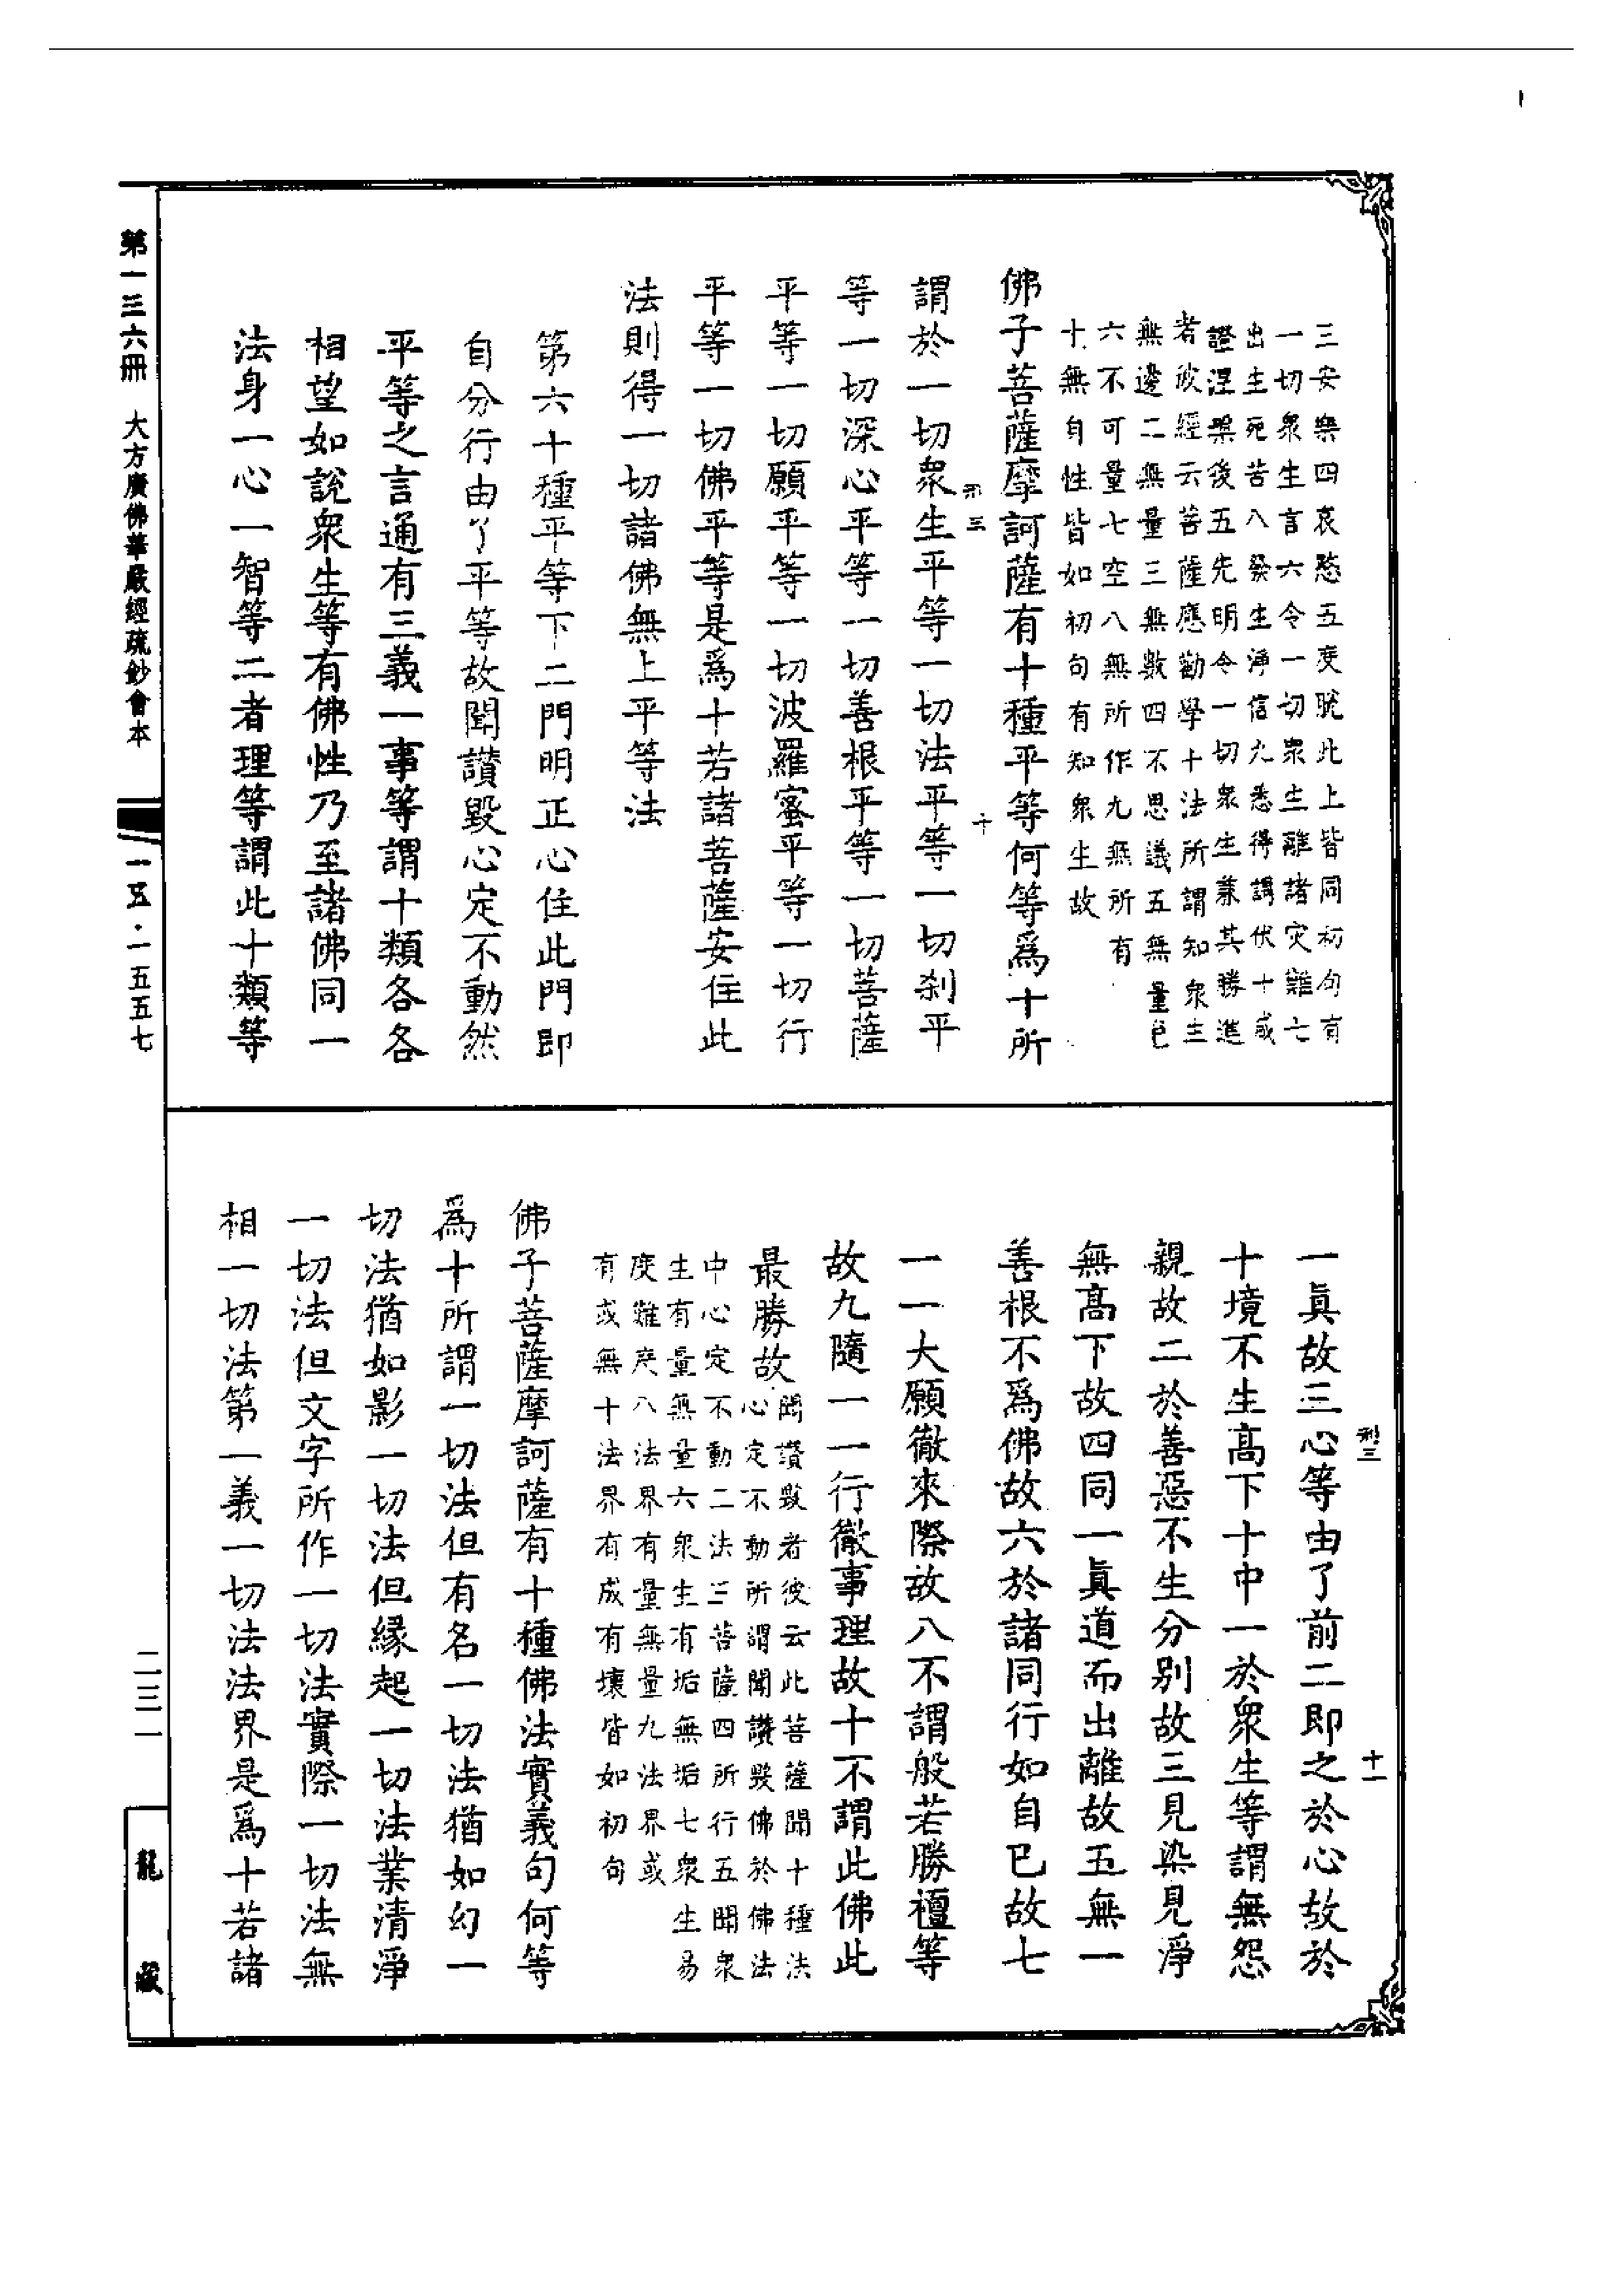 三安樂四哀愍五度脫此上皆同初句有
一切衆生言六令一切衆生離諸灾難七
出生死苦八發生淨信九悉得調伏十咸
證涅槃後五先明令一切衆生兼其勝進
者彼經云菩薩應勸學十法所謂知衆生
無邊二無量三無數四不思議五無量色
六不可量七空八無所作九無所有
十無自性皆如初句有知衆生故
佛子菩薩摩訶薩有十種平等何等爲十所
謂於一切衆生平等一切法平等一切刹平
等一切深心平等一切善根平等一切菩薩
平等一切願平等一切波羅蜜平等一切行
平等一切佛平等是爲十若諸菩薩安住此
法則得一切諸佛無上平等法
第六十種平等下二門明正心住此門即
自分行由了平等故聞讚毀心定不動然
平等之言通有三義一事等謂十類各各
相望如說衆生等有佛性乃至諸佛同一
法身一心一智等二者理等謂此十類等
十
第一三六冊 大方廣佛華嚴經疏鈔會本
一五·一五五七
十一
一眞故三心等由了前二即之於心故於
十境不生高下十中一於衆生等謂無怨
親故二於善惡不生分別故三見染見淨
無高下故四同一眞道而出離故五無一
善根不爲佛故六於諸同行如自已故七
一一大願徹來際故八不謂般若勝檀等
故九隨一一行徹事理故十不謂此佛此
最勝故
聞讚毀者彼云此菩薩聞十種法
心定不動所謂聞讚毀佛於佛法
中心定不動二法三菩薩四所行五聞衆
生有量無量六衆生有垢無垢七衆生易
度難度八法界有量無量九法界或
有或無十法界有成有壞皆如初句
佛子菩薩摩訶薩有十種佛法實義句何等
爲十所謂一切法但有名一切法猶如幻一
切法猶如影一切法但緣起一切法業清淨
一切法但文字所作一切法實際一切法無
相一切法第一義一切法法界是爲十若諸
二三一
龍藏